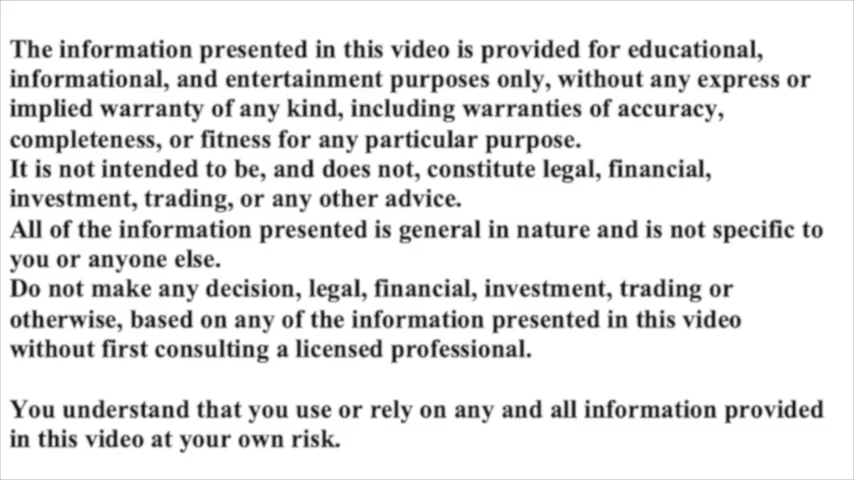 The information presented in this video is provided for educational,
informational, and entertainment purposes only, without any express or
implied warranty of any kind, including warranties of accuracy,
completeness, or fitness for any particular purpose.
It is not intended to be, and does not, constitute legal, financial,
investment, trading, or any other advice.
All of the information presented is general in nature and is not specific to
you or anyone else.
Do not make any decision, legal, financial, investment, trading or
otherwise, based on any of the information presented in this video
without first consulting a licensed professional.
You understand that you use or rely on any and all information provided
in this video at your own risk.